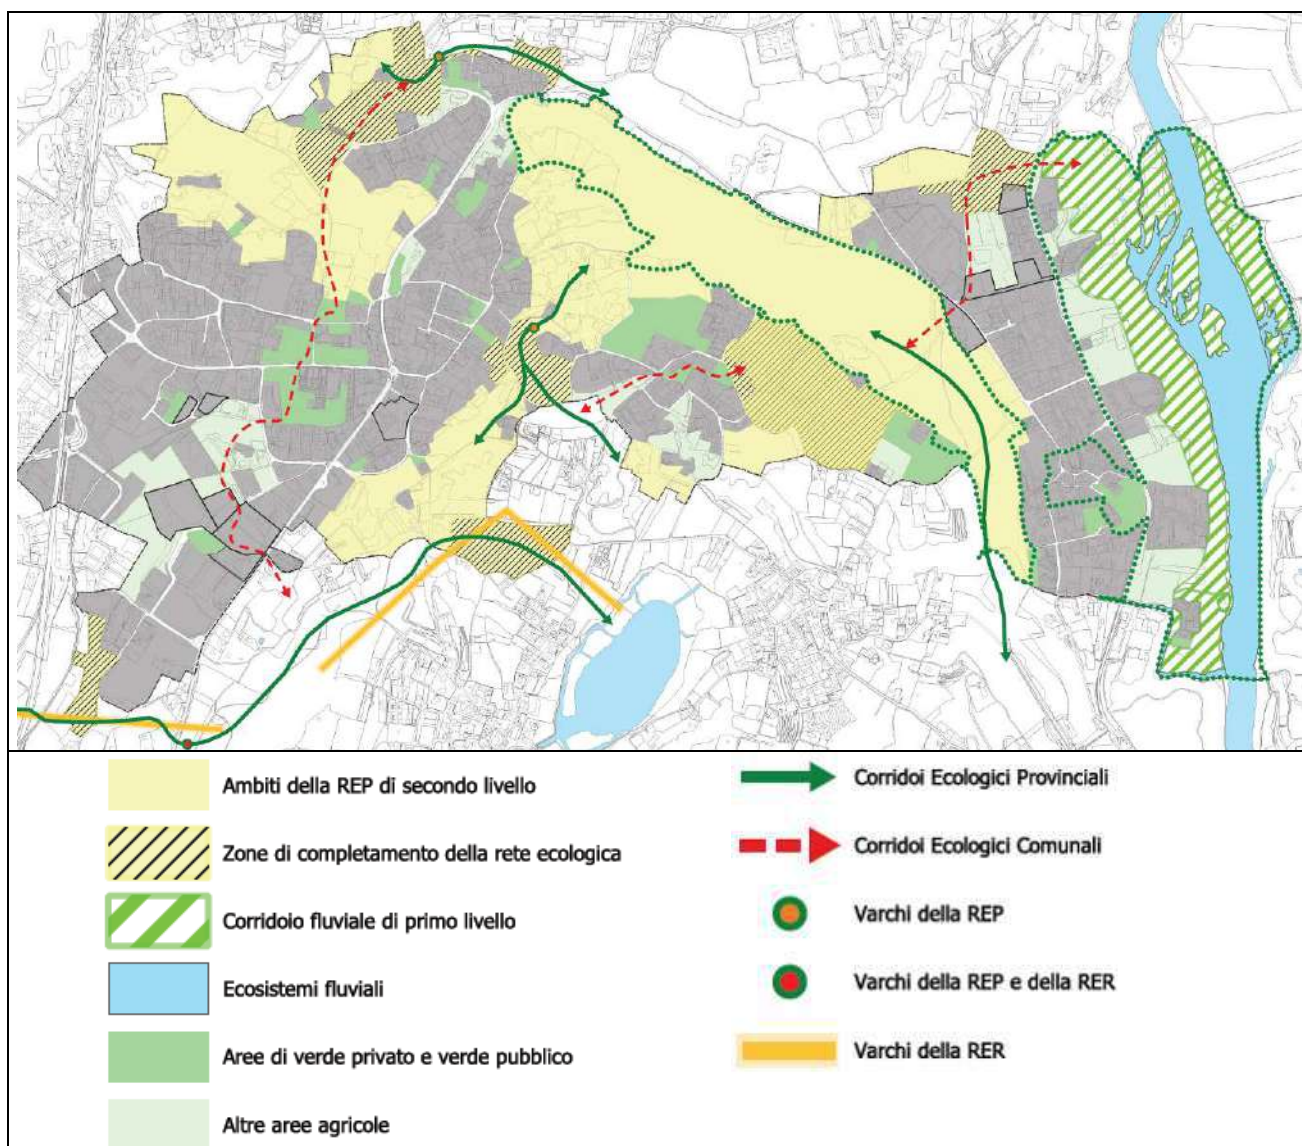 Ambiti della REP di secondo livello
Zone di completamento della rete ecologica
Corridoio fluviale di primo livello
Ecosistemi fluviali
Aree di verde privato e verde pubblico
Altre aree agricole
Corridoi Ecologici Provinciali
Corridoi Ecologici Comunali
Varchi della REP
Varchi della REP e della RER
Varchi della RER